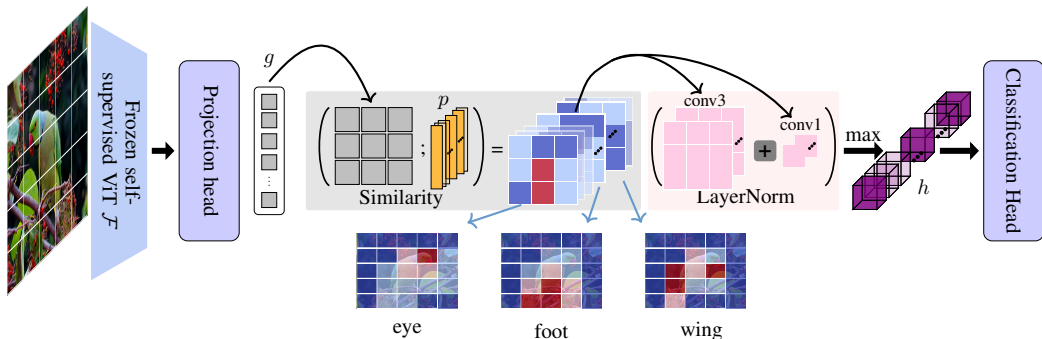 Frozen self-
supervised ViT 𝓕
Projection head
g
...
(
;
p
)
=
Similarity
(
conv3
+
conv1
)
LayerNorm
max
h
Classification Head
eye
foot
wing